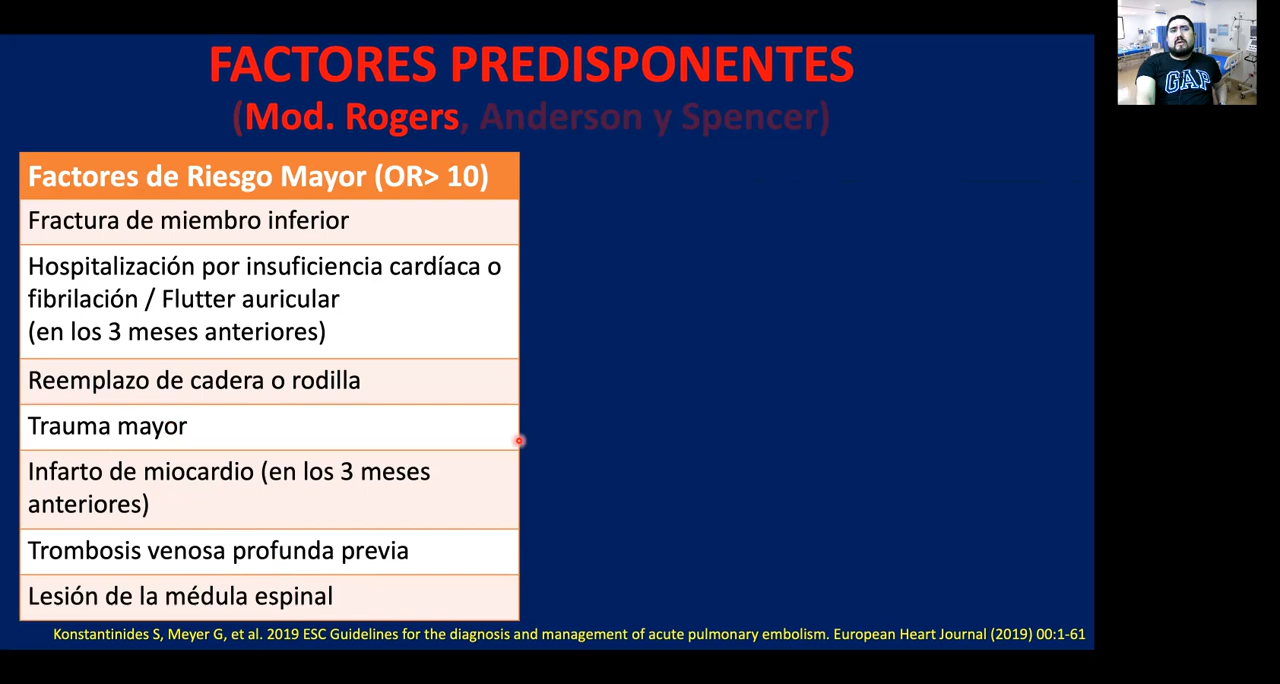 FACTORES PREDISPONENTES
(Mod. Rogers, Anderson y Spencer)
GAP
Factores de Riesgo Mayor (OR> 10)
Fractura de miembro inferior
Hospitalización por insuficiencia cardíaca o
fibrilación / Flutter auricular
(en los 3 meses anteriores)
Reemplazo de cadera o rodilla
Trauma mayor
Infarto de miocardio (en los 3 meses
anteriores)
Trombosis venosa profunda previa
Lesión de la médula espinal
Konstantinides S, Meyer G, et al. 2019 ESC Guidelines for the diagnosis and management of acute pulmonary embolism. European Heart Journal (2019) 00:1-61